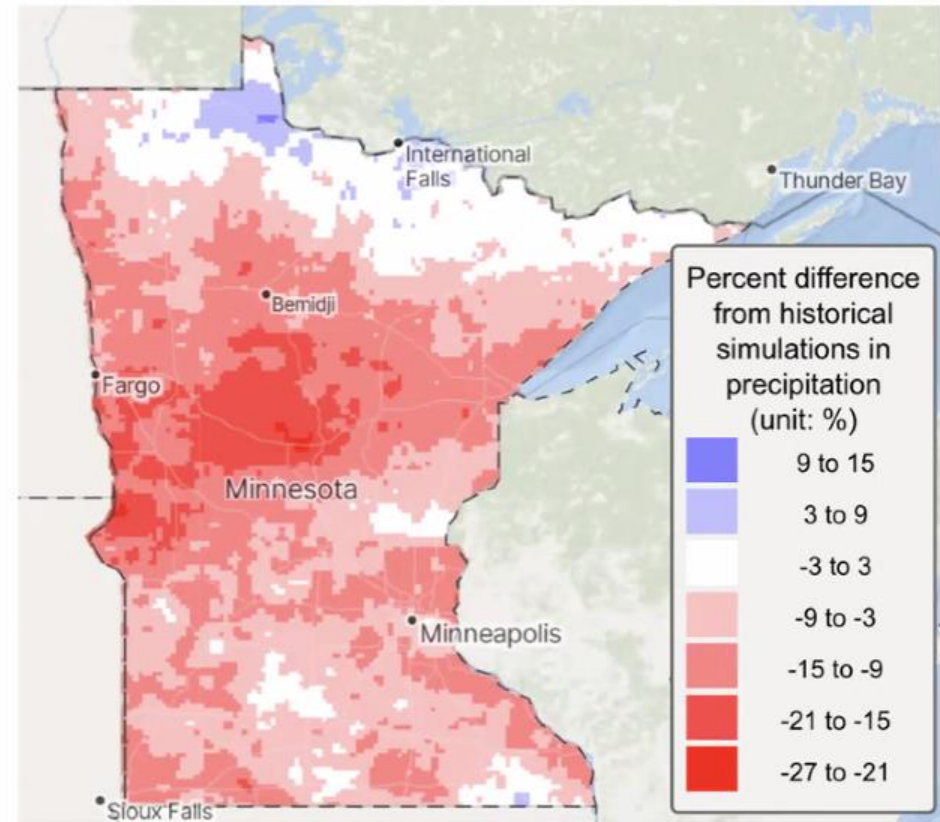 International
Falls
Thunder Bay
Bemidji
Fargo
Minnesota
Minneapolis
Sioux Falls
Percent difference
from historical
simulations in
precipitation
(unit: %)
9 to 15
3 to 9
-3 to 3
-9 to -3
-15 to -9
-21 to -15
-27 to -21